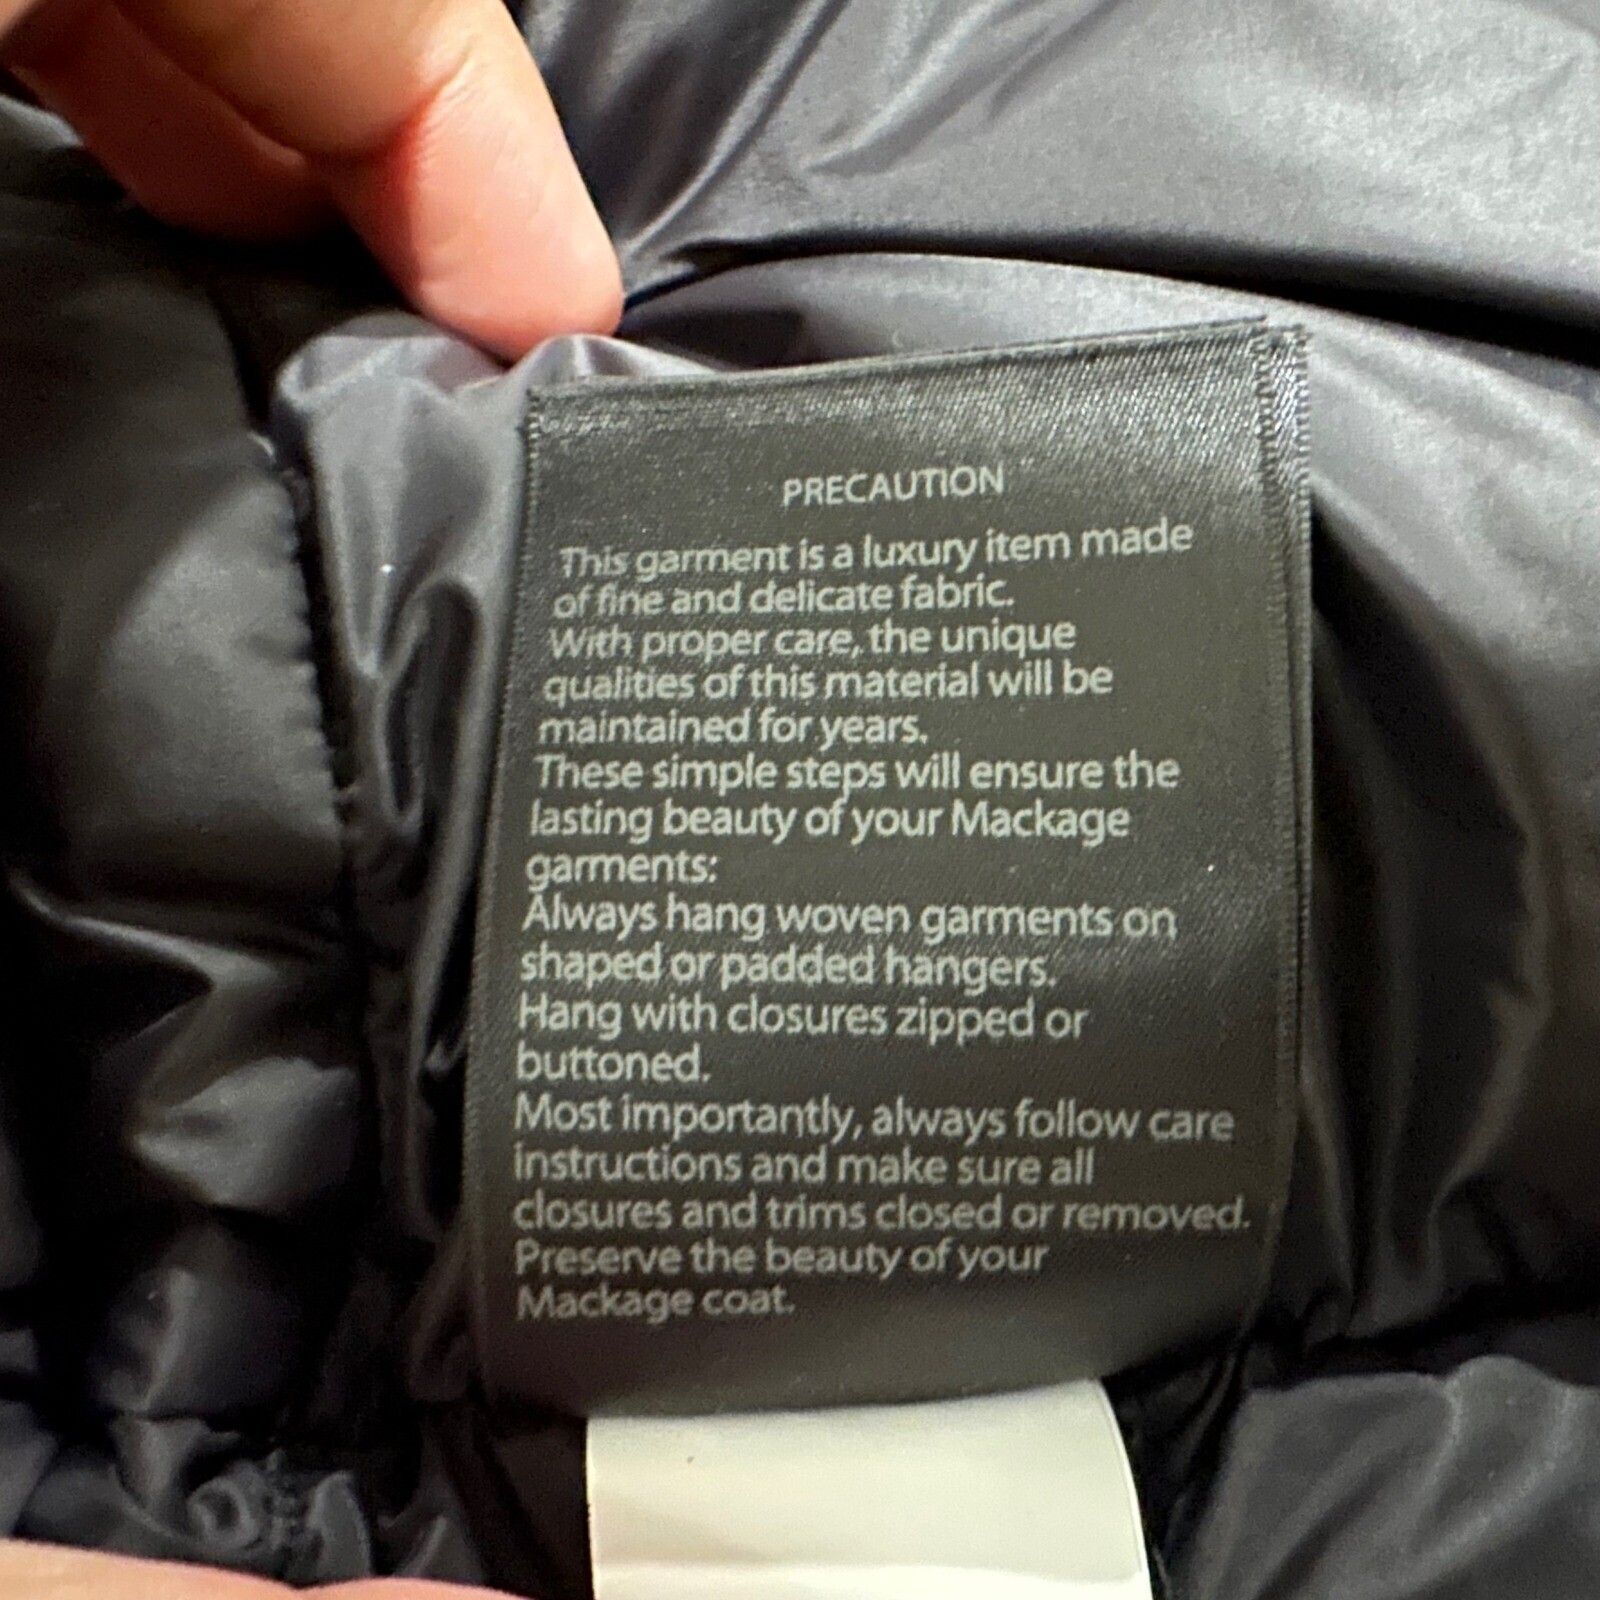 PRECAUTION
This garment is a luxury item made
of fine and delicate fabric.
With proper care, the unique
qualities of this material will be
maintained for years.
These simple steps will ensure the
lasting beauty of your Mackage
garments:
Always hang woven garments on
shaped or padded hangers.
Hang with closures zipped or
buttoned.
Most importantly, always follow care
instructions and make sure all
closures and trims closed or removed.
Preserve the beauty of your
Mackage coat.